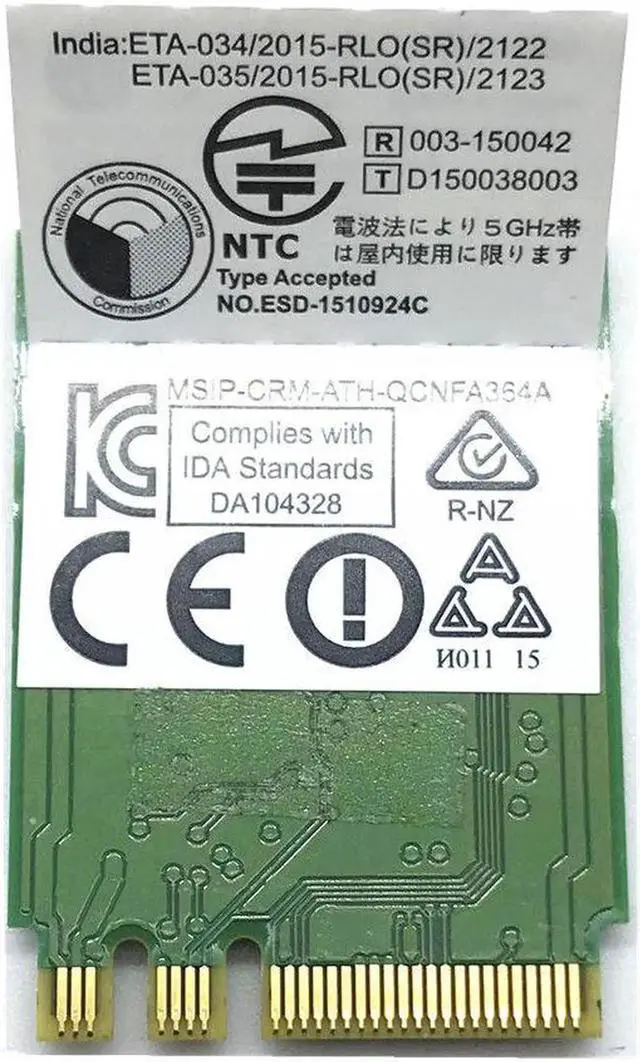 India:ETA-034/2015-RLO(SR)/2122
ETA-035/2015-RLO(SR)/2123
R 003-150042
T D150038003
National Telecommunications
Commission
NTC
Type Accepted
NO.ESD-1510924C
電波法により5GHz帯
は屋内使用に限ります
MSIP-CRM-ATH-QCNFA364A
KC
Complies with
IDA Standards
DA104328
R-NZ
CE
И011 15